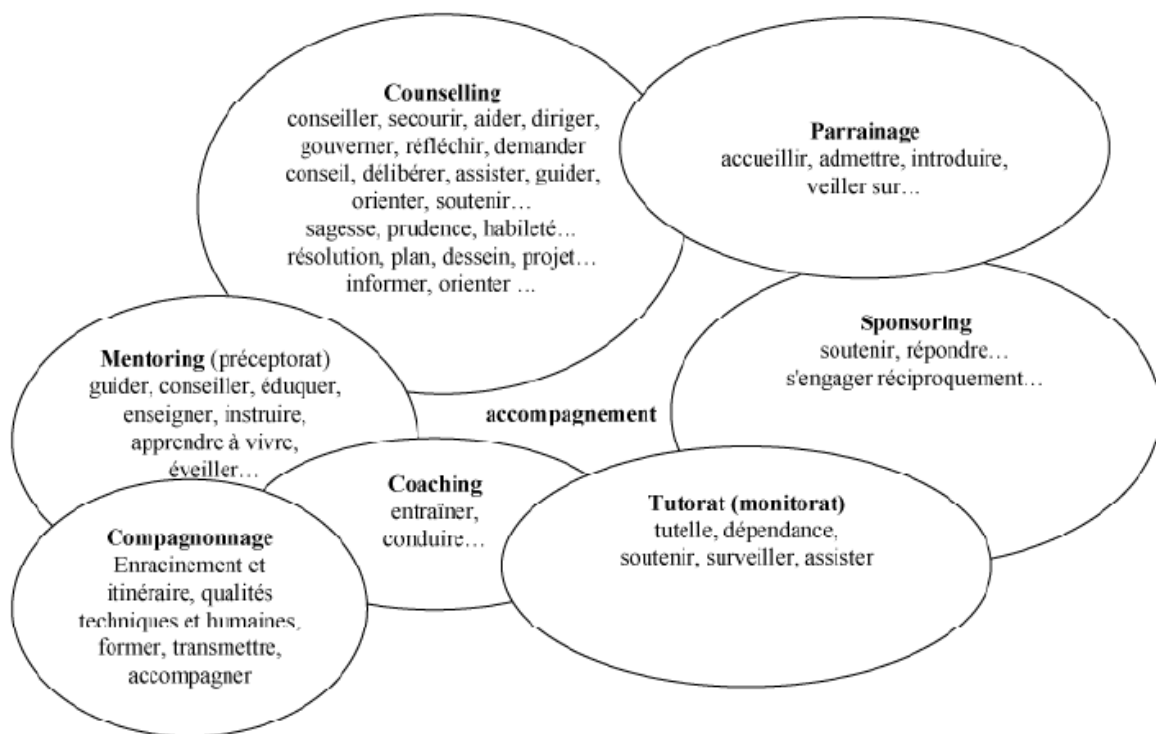 Counselling
conseiller, secourir, aider, diriger,
gouverner, réfléchir, demander
conseil, délibérer, assister, guider,
orienter, soutenir…
sagesse, prudence, habileté…
résolution, plan, dessein, projet…
informer, orienter …
Parrainage
accueillir, admettre, introduire,
veiller sur…
Sponsoring
soutenir, répondre…
s'engager réciproquement…
Mentoring (préceptorat)
guider, conseiller, éduquer,
enseigner, instruire,
apprendre à vivre,
éveiller…
accompagnement
Coaching
entraîner,
conduire…
Tutorat (monitorat)
tutelle, dépendance,
soutenir, surveiller, assister
Compagnonnage
Enracinement et
itinéraire, qualités
techniques et humaines,
former, transmettre,
accompagner